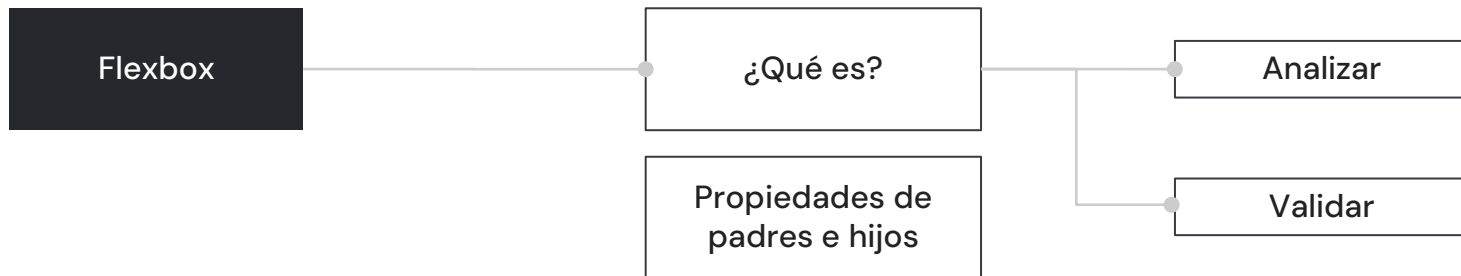 Flexbox
¿Qué es?
Analizar
Propiedades de
padres e hijos
Validar